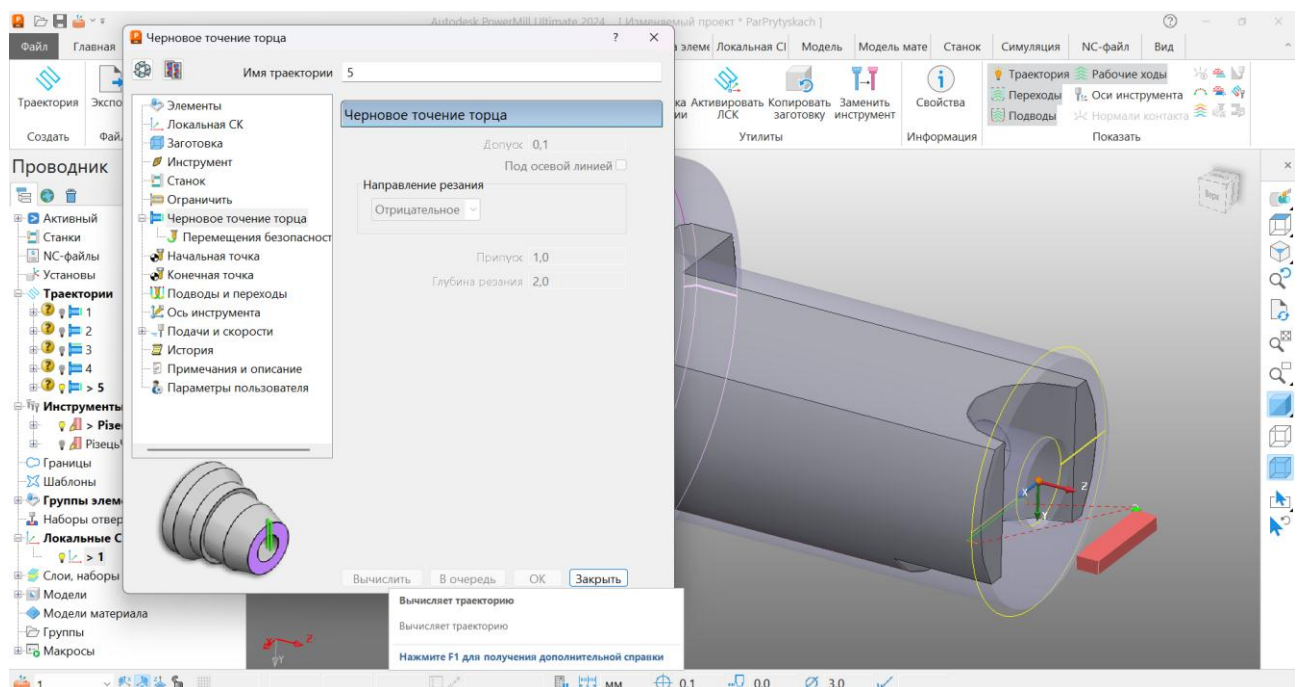 Autodesk PowerMill Ultimate 2024 [ Изменяемый проект * ParPrytyskach ]
Черновое точение торца ? ×
Файл Главная
Локальная СІ Модель Модель мате Станок Симуляция NC-файл Вид
Имя траектории 5
Траектория
Создать
Активировать ЛСК
Копировать заготовку
Заменить инструмент
Утилиты
Свойства
Информация
Траектория Рабочие ходы
Переходы Оси инструмента
Подводы Нормали контакта
Показать
Проводник
Активный
Станки
NC-файлы
Установы
Траектории
1
2
3
4
> 5
Инструменты
> Різе
Різець
Границы
Шаблоны
Группы элем
Наборы отвер
Локальные С
> 1
Слои, наборы
Модели
Модели материала
Группы
Макросы
Элементы
Локальная СК
Заготовка
Инструмент
Станок
Ограничить
Черновое точение торца
Перемещения безопасност
Начальная точка
Конечная точка
Подводы и переходы
Ось инструмента
Подачи и скорости
История
Примечания и описание
Параметры пользователя
Черновое точение торца
Допуск 0,1
Под осевой линией
Направление резания
Отрицательное
Припуск 1,0
Глубина резания 2,0
Вычислить В очередь ОК Закрыть
Вычисляет траекторию
Вычисляет траекторию
Нажмите F1 для получения дополнительной справки
Верх
X
Y
Z
Z
Y
1 мм 0.1 0.0 3.0